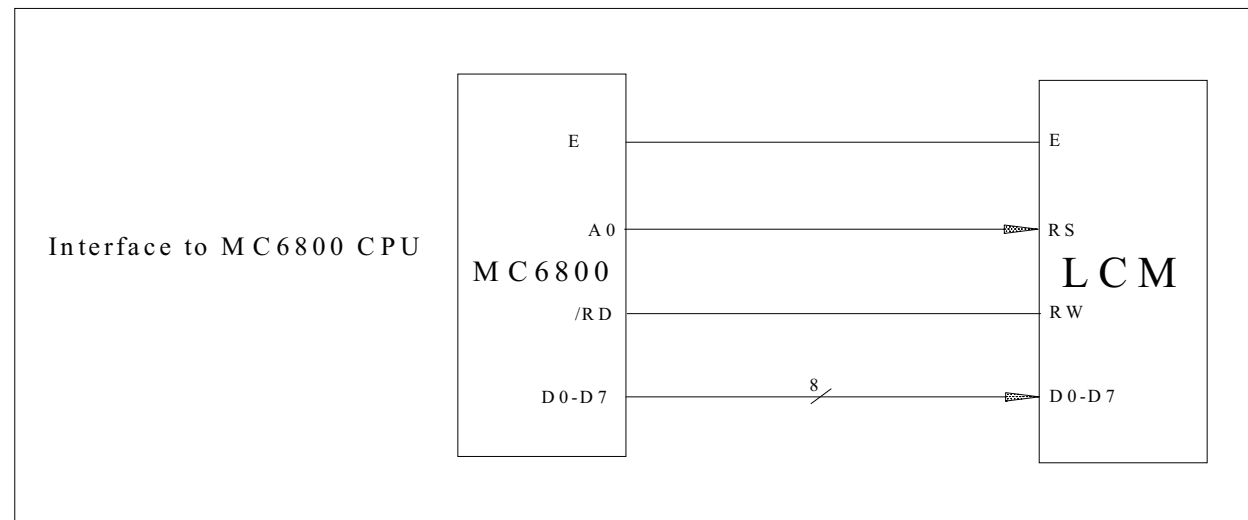 Interface to MC6800 CPU
MC6800
E
A0
/RD
D0-D7
8
LCM
E
RS
RW
D0-D7